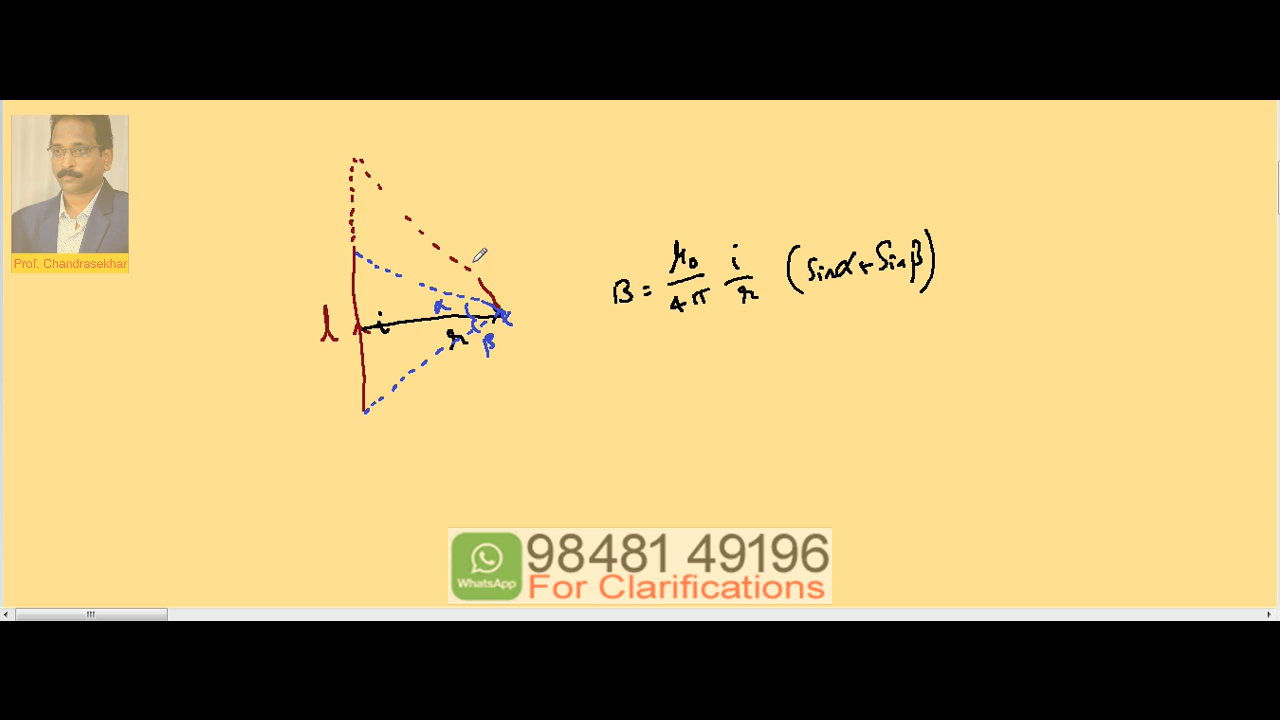 Prof. Chandrasekhar
l
i
α
r
β
B = μ₀/4π i/r (Sinα + Sinβ)
WhatsApp
98481 49196
For Clarifications